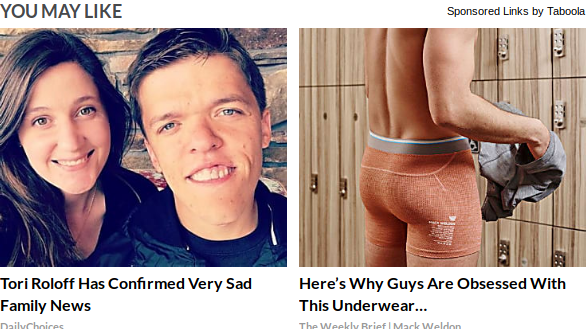 YOU MAY LIKE
Sponsored Links by Taboola
Tori Roloff Has Confirmed Very Sad
Family News
DailyChoices
Here’s Why Guys Are Obsessed With
This Underwear…
The Weekly Brief | Mack Weldon